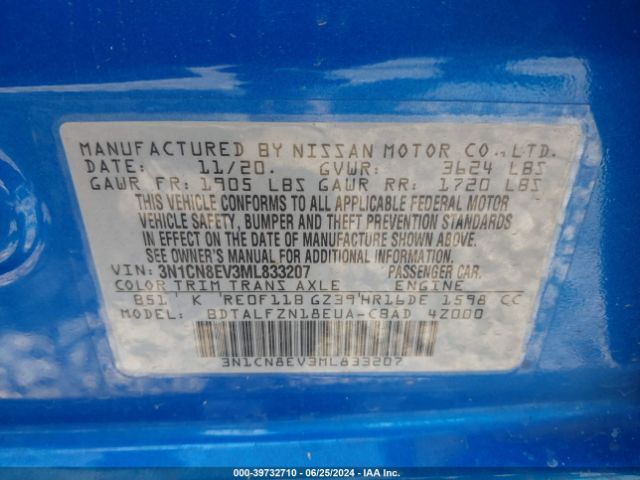 MANUFACTURED BY NISSAN MOTOR CO., LTD.
DATE: 11/20. GVWR: 3624 LBS
GAWR FR: 1905 LBS GAWR RR: 1720 LBS
THIS VEHICLE CONFORMS TO ALL APPLICABLE FEDERAL MOTOR
VEHICLE SAFETY, BUMPER AND THEFT PREVENTION STANDARDS
IN EFFECT ON THE DATE OF MANUFACTURE SHOWN ABOVE.
SEE OWNER'S MANUAL FOR ADDITIONAL INFORMATION.
VIN: 3N1CN8EV3ML833207 PASSENGER CAR.
COLOR TRIM TRANS AXLE ENGINE
B51 K RE0F11B GZ39 HR16DE 1598 CC
MODEL: BDTALFZN18EUA-C8AD 4Z000
3N1CN8EV3ML833207
000-39732710 - 06/25/2024 - IAA Inc.